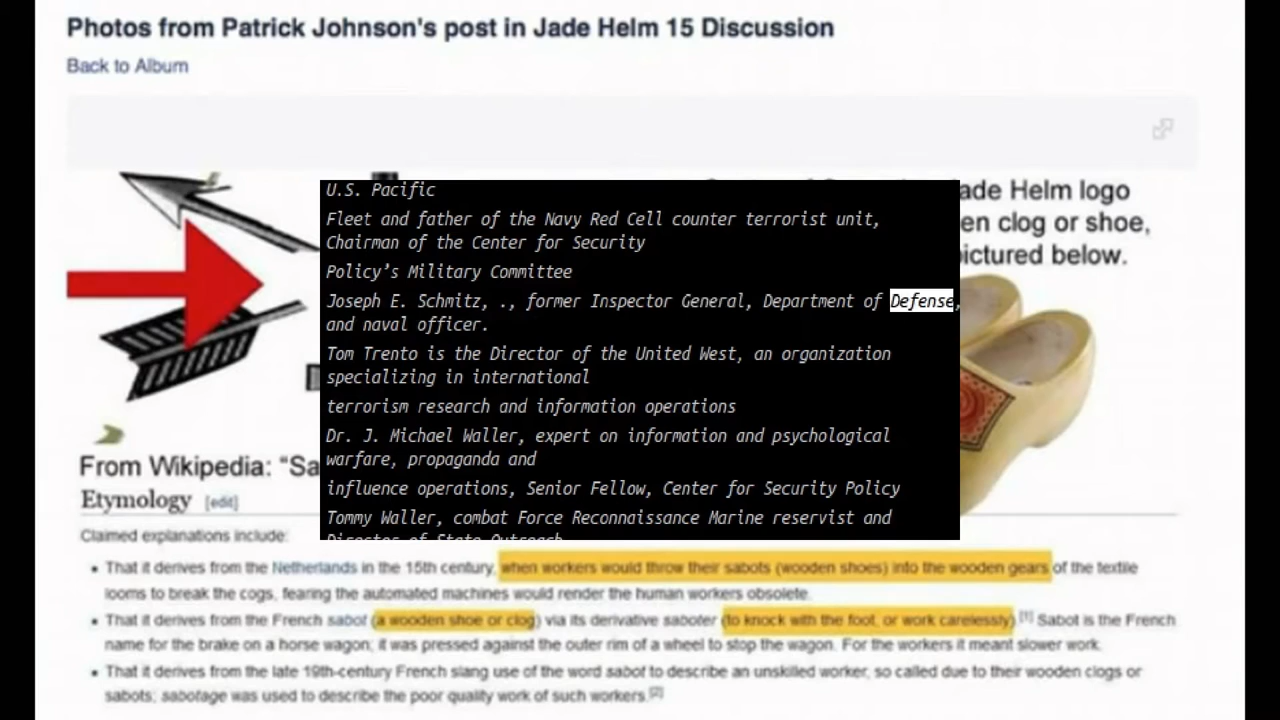 Photos from Patrick Johnson's post in Jade Helm 15 Discussion
Back to Album
ade Helm logo
en clog or shoe,
pictured below.
U.S. Pacific
Fleet and father of the Navy Red Cell counter terrorist unit,
Chairman of the Center for Security
Policy’s Military Committee
Joseph E. Schmitz, ., former Inspector General, Department of Defense,
and naval officer.
Tom Trento is the Director of the United West, an organization
specializing in international
terrorism research and information operations
Dr. J. Michael Waller, expert on information and psychological
warfare, propaganda and
influence operations, Senior Fellow, Center for Security Policy
Tommy Waller, combat Force Reconnaissance Marine reservist and
Director of State Outreach
From Wikipedia: “Sa
Etymology [edit]
Claimed explanations include:
• That it derives from the Netherlands in the 15th century, when workers would throw their sabots (wooden shoes) into the wooden gears of the textile
looms to break the cogs, fearing the automated machines would render the human workers obsolete.
• That it derives from the French sabot (a wooden shoe or clog) via its derivative saboter (to knock with the foot, or work carelessly).[1] Sabot is the French
name for the brake on a horse wagon; it was pressed against the outer rim of a wheel to stop the wagon. For the workers it meant slower work.
• That it derives from the late 19th-century French slang use of the word sabot to describe an unskilled worker, so called due to their wooden clogs or
sabots; sabotage was used to describe the poor quality work of such workers.[2]